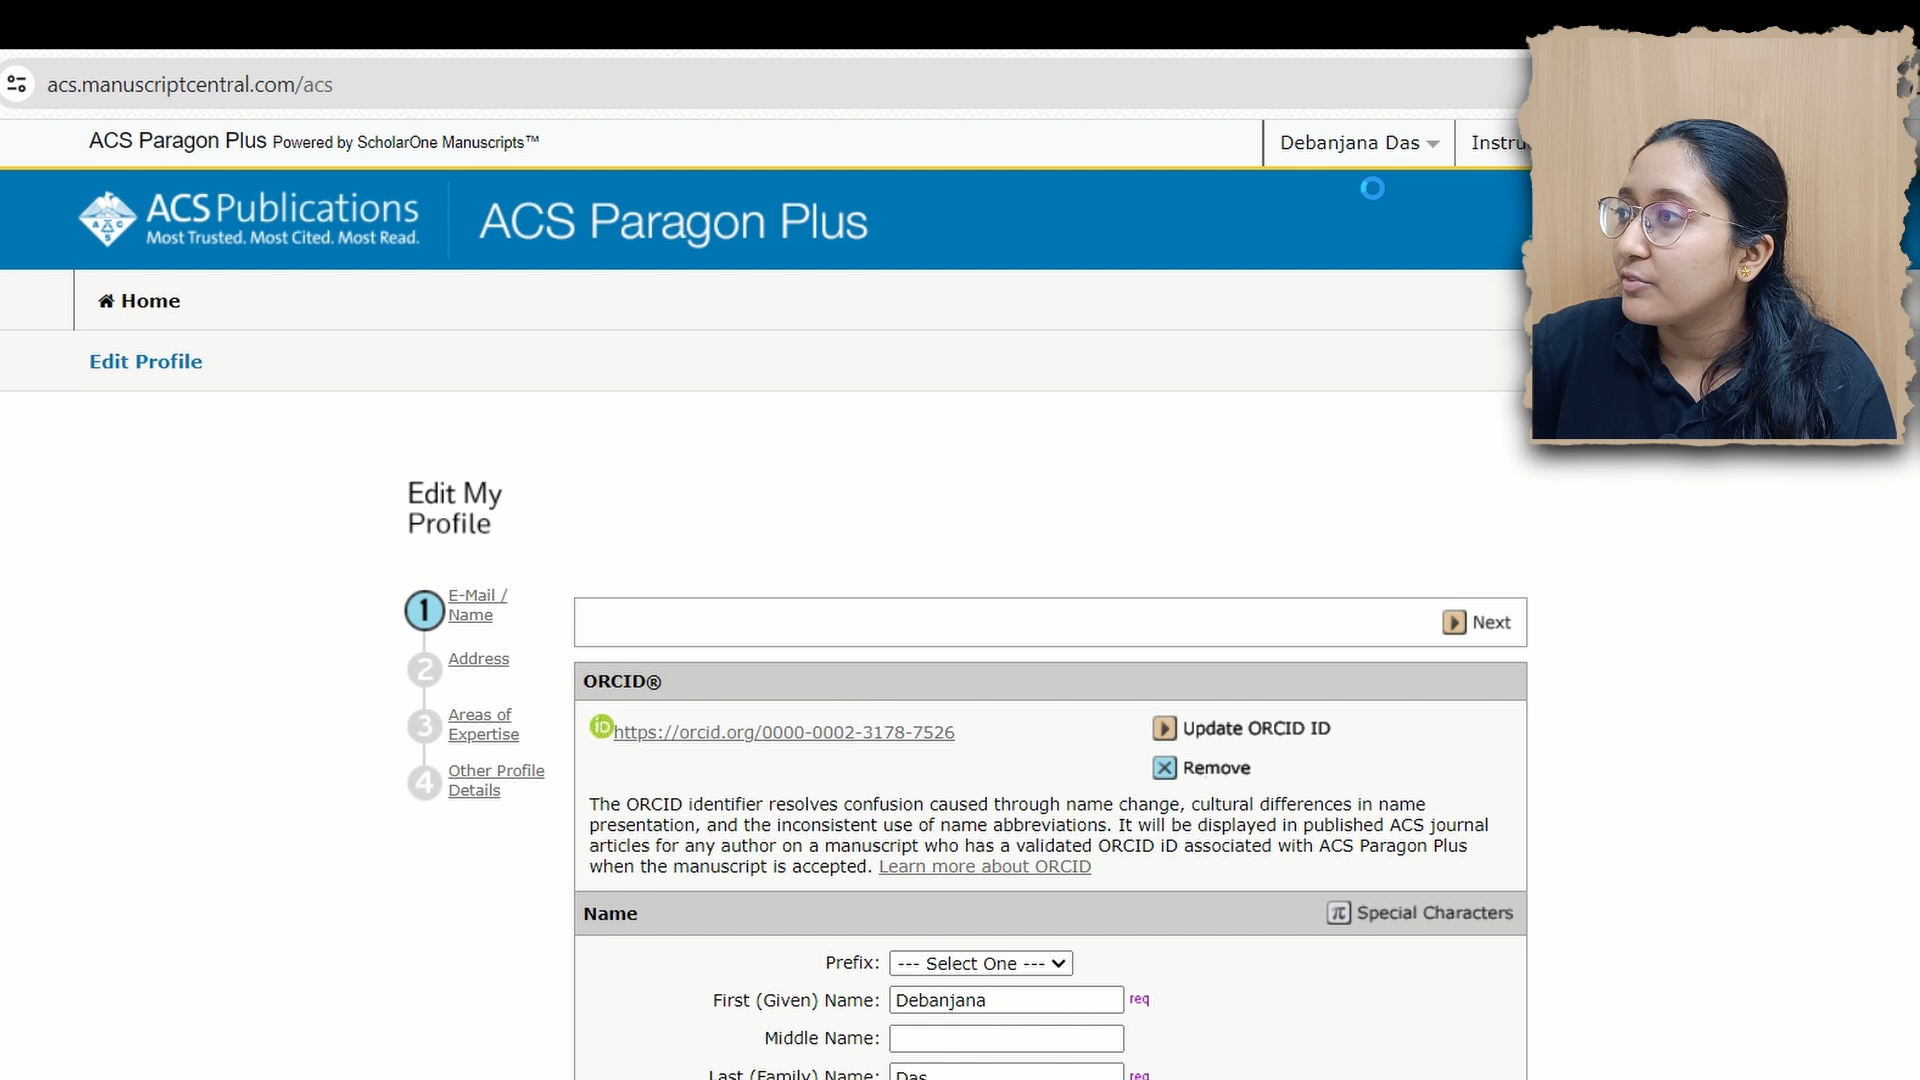 acs.manuscriptcentral.com/acs
ACS Paragon Plus Powered by ScholarOne Manuscripts™
Debanjana Das
Instru
ACS Publications
Most Trusted. Most Cited. Most Read.
ACS Paragon Plus
Home
Edit Profile
Edit My
Profile
1 E-Mail /
Name
2 Address
3 Areas of
Expertise
4 Other Profile
Details
Next
ORCID®
iD https://orcid.org/0000-0002-3178-7526
Update ORCID ID
Remove
The ORCID identifier resolves confusion caused through name change, cultural differences in name
presentation, and the inconsistent use of name abbreviations. It will be displayed in published ACS journal
articles for any author on a manuscript who has a validated ORCID iD associated with ACS Paragon Plus
when the manuscript is accepted. Learn more about ORCID
Name
π Special Characters
Prefix: --- Select One ---
First (Given) Name: Debanjana req
Middle Name:
Last (Family) Name: Das req